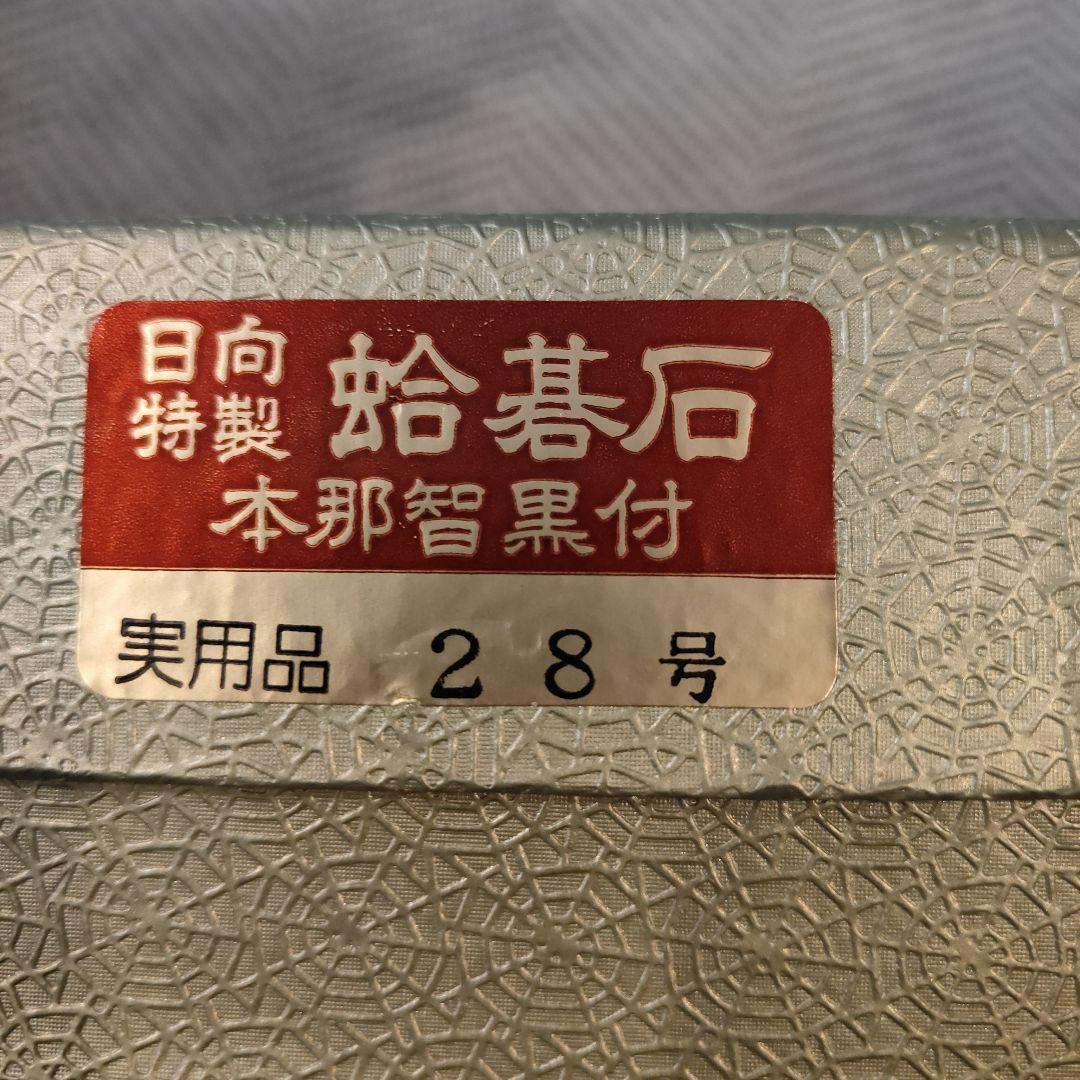 日向特製 蛤碁石
本那智黒付
実用品 28号